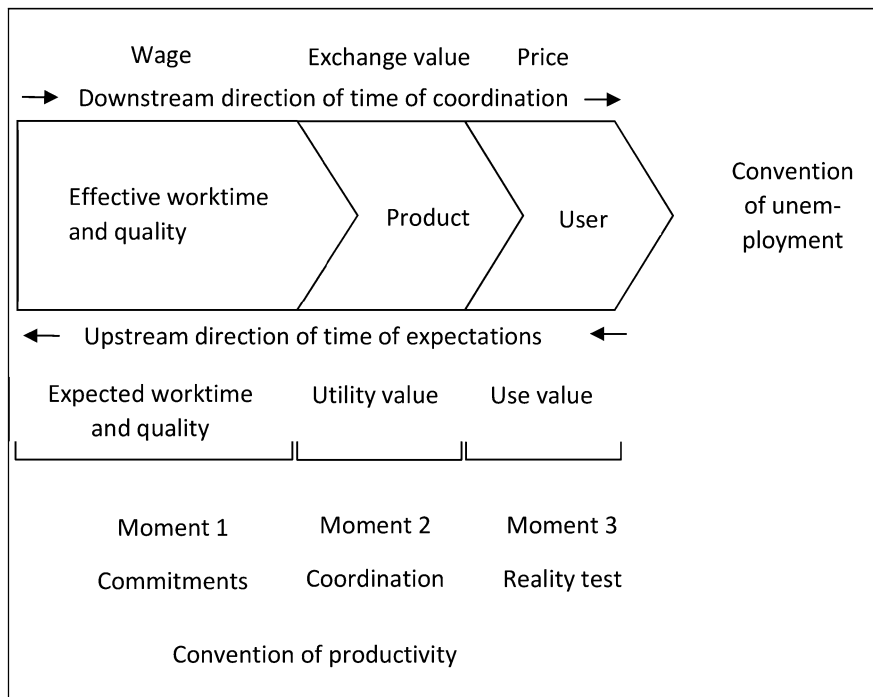 Wage Exchange value Price
Downstream direction of time of coordination
Effective worktime
and quality
Product
User
Convention
of unem-
ployment
Upstream direction of time of expectations
Expected worktime
and quality
Utility value
Use value
Moment 1 Moment 2 Moment 3
Commitments Coordination Reality test
Convention of productivity